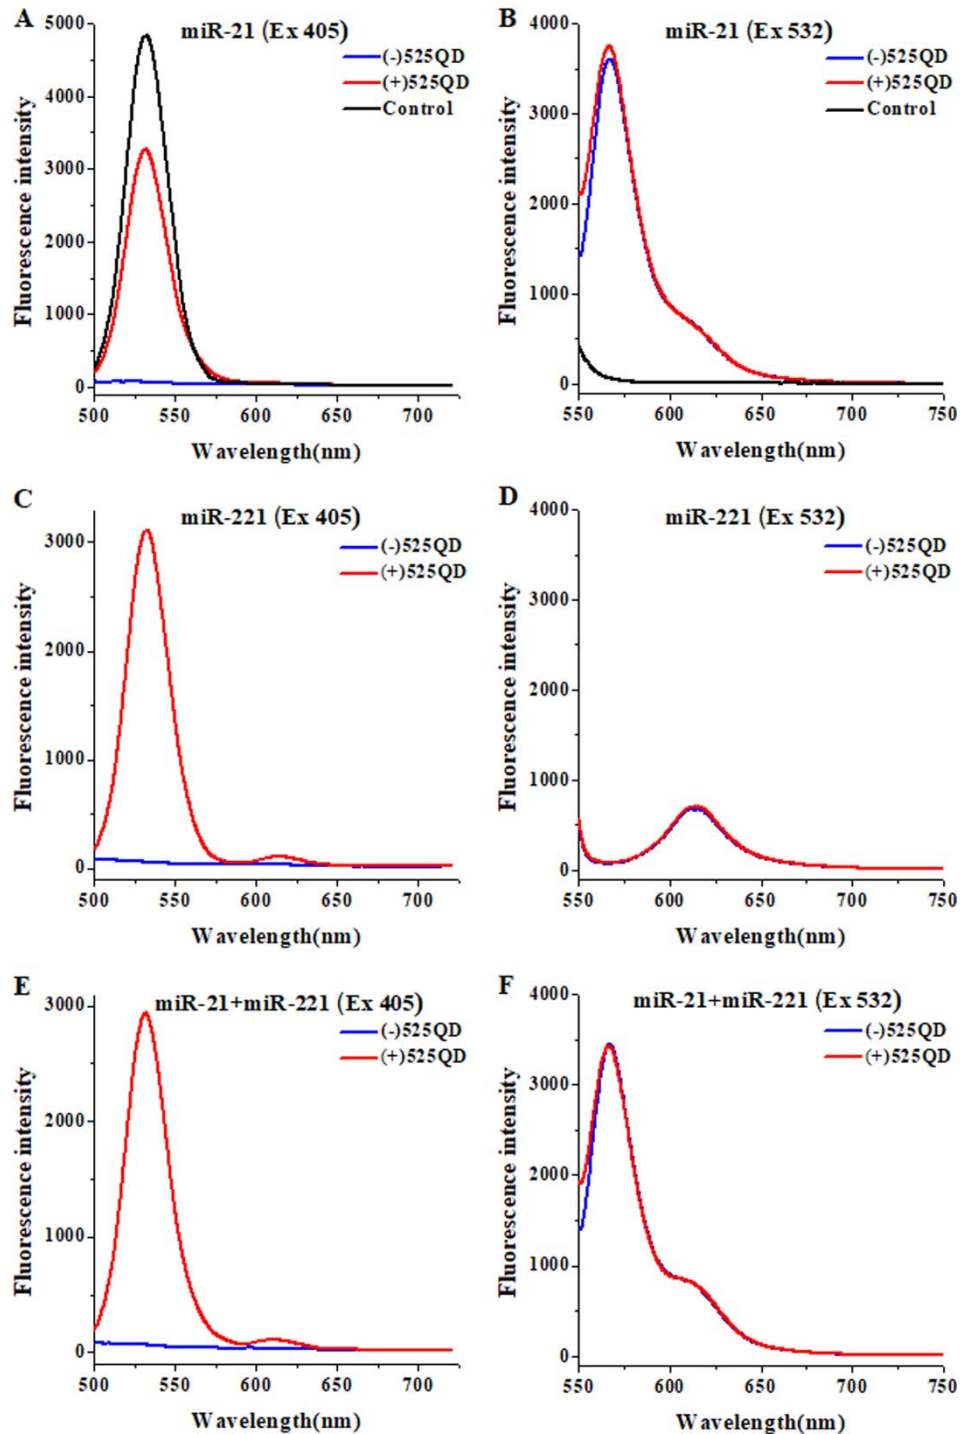 A
miR-21 (Ex 405)
(-)525QD
(+)525QD
Control
Fluorescence intensity
5000
4000
3000
2000
1000
0
500 550 600 650 700
Wavelength(nm)
B
miR-21 (Ex 532)
(-)525QD
(+)525QD
Control
Fluorescence intensity
4000
3000
2000
1000
0
550 600 650 700 750
Wavelength(nm)
C
miR-221 (Ex 405)
(-)525QD
(+)525QD
Fluorescence intensity
3000
2000
1000
0
500 550 600 650 700
Wavelength(nm)
D
miR-221 (Ex 532)
(-)525QD
(+)525QD
Fluorescence intensity
4000
3000
2000
1000
0
550 600 650 700 750
Wavelength(nm)
E
miR-21+miR-221 (Ex 405)
(-)525QD
(+)525QD
Fluorescence intensity
3000
2000
1000
0
500 550 600 650 700
Wavelength(nm)
F
miR-21+miR-221 (Ex 532)
(-)525QD
(+)525QD
Fluorescence intensity
4000
3000
2000
1000
0
550 600 650 700 750
Wavelength(nm)